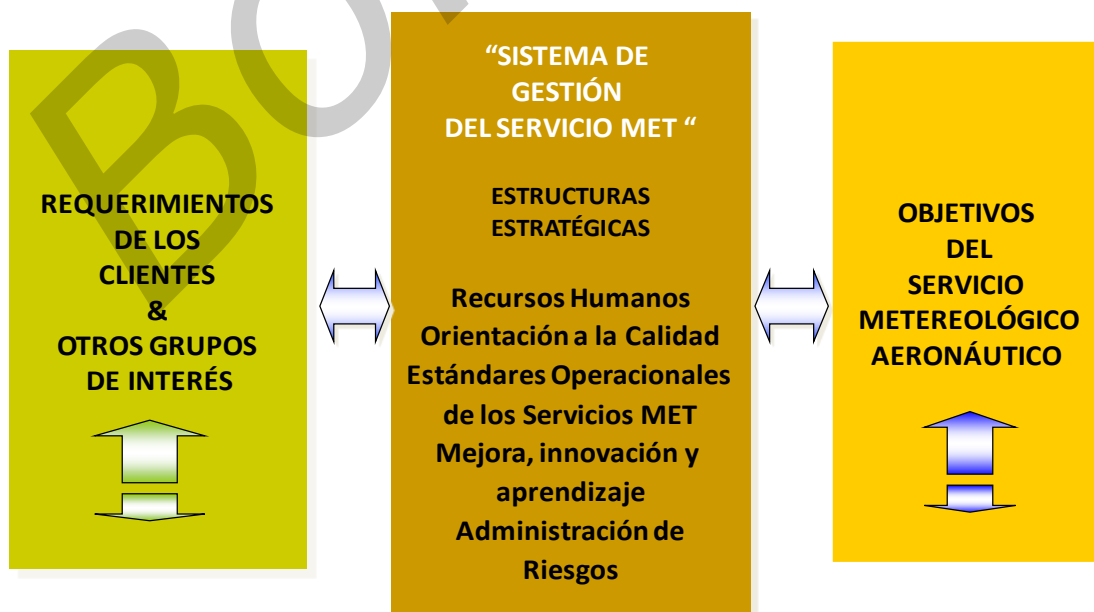 REQUERIMIENTOS
DE LOS
CLIENTES
&
OTROS GRUPOS
DE INTERÉS
“SISTEMA DE
GESTIÓN
DEL SERVICIO MET “
ESTRUCTURAS
ESTRATÉGICAS
Recursos Humanos
Orientación a la Calidad
Estándares Operacionales
de los Servicios MET
Mejora, innovación y
aprendizaje
Administración de
Riesgos
OBJETIVOS
DEL
SERVICIO
METEREOLÓGICO
AERONÁUTICO